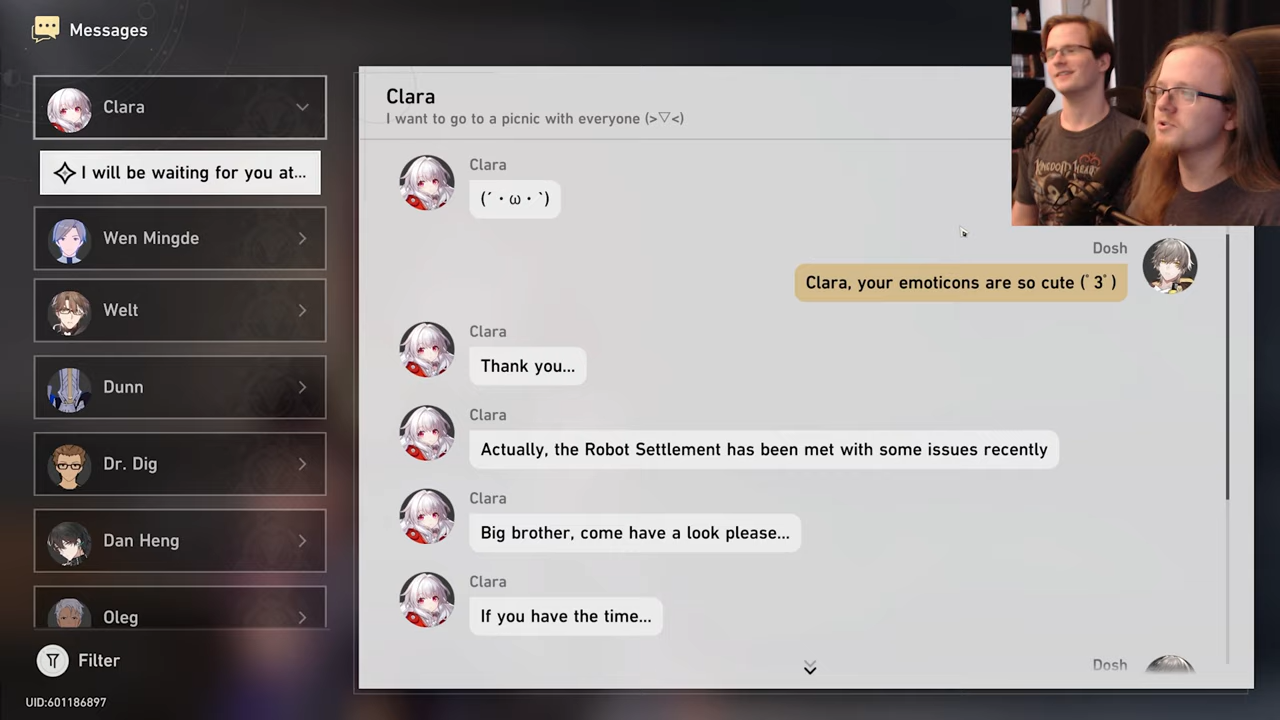 Messages
Clara
I will be waiting for you at...
Wen Mingde
Welt
Dunn
Dr. Dig
Dan Heng
Oleg
Filter
UID:601186897
Clara
I want to go to a picnic with everyone (>▽<)
Clara
(´・ω・`)
Dosh
Clara, your emoticons are so cute (ﾟ3ﾟ)
Clara
Thank you...
Clara
Actually, the Robot Settlement has been met with some issues recently
Clara
Big brother, come have a look please...
Clara
If you have the time...
Dosh
KINGDOM HEARTS